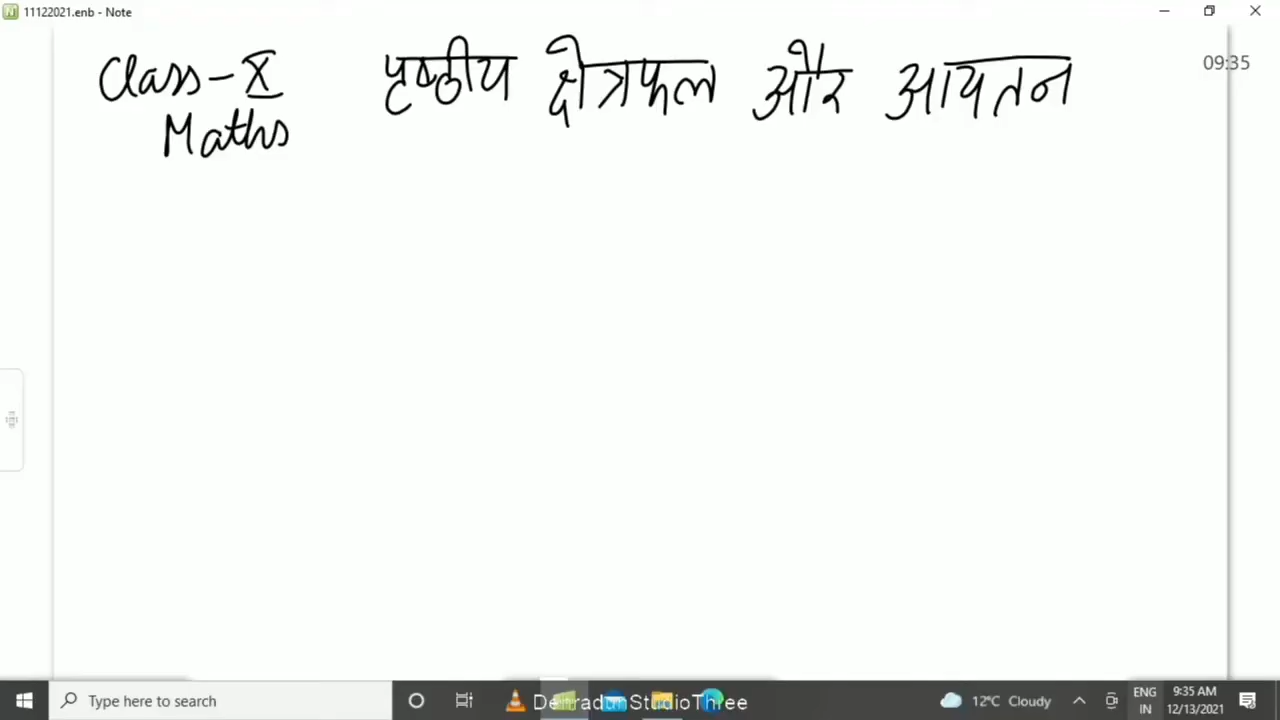 11122021.enb - Note
09:35
Class-X पृष्ठीय क्षेत्रफल और आयतन
Maths
Type here to search
DehradunStudioThree
12°C Cloudy
ENG
IN
9:35 AM
12/13/2021